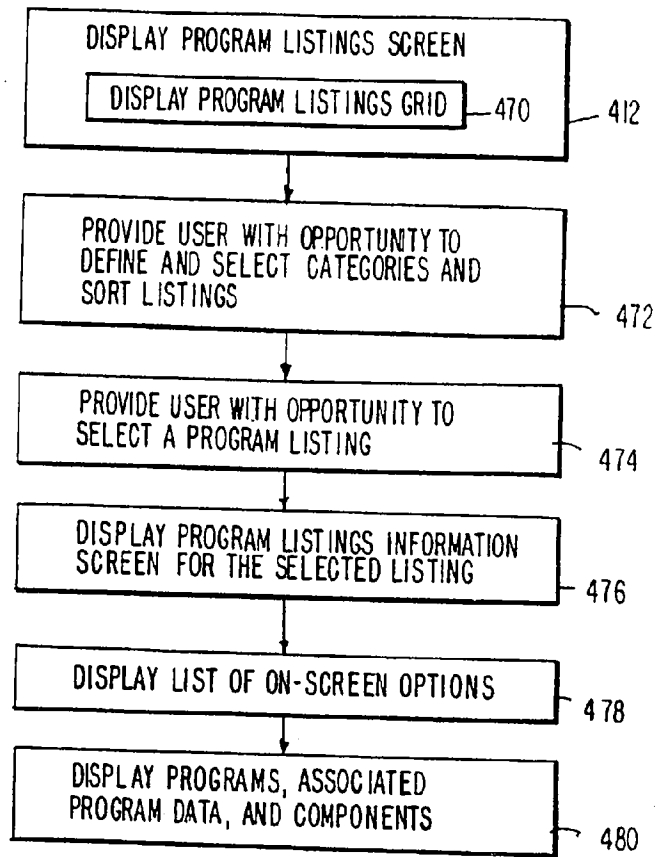 DISPLAY PROGRAM LISTINGS SCREEN
DISPLAY PROGRAM LISTINGS GRID
470
412
PROVIDE USER WITH OPPORTUNITY TO
DEFINE AND SELECT CATEGORIES AND
SORT LISTINGS
472
PROVIDE USER WITH OPPORTUNITY TO
SELECT A PROGRAM LISTING
474
DISPLAY PROGRAM LISTINGS INFORMATION
SCREEN FOR THE SELECTED LISTING
476
DISPLAY LIST OF ON-SCREEN OPTIONS
478
DISPLAY PROGRAMS, ASSOCIATED
PROGRAM DATA, AND COMPONENTS
480